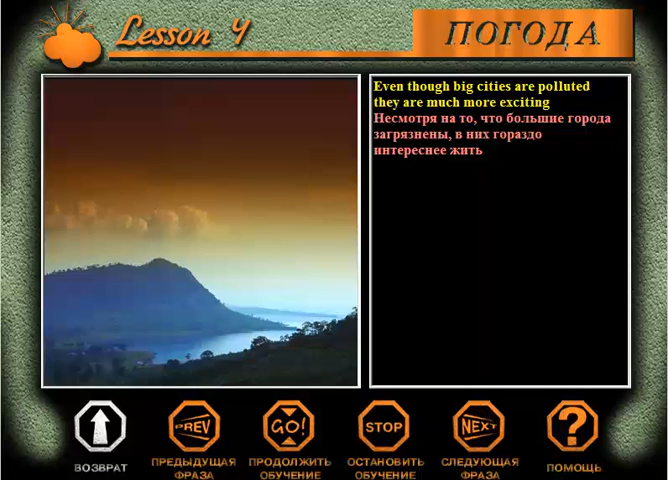 Lesson 4
ПОГОДА
Even though big cities are polluted
they are much more exciting
Несмотря на то, что большие города
загрязнены, в них гораздо
интереснее жить
PREV
GO!
STOP
NEXT
?
ВОЗВРАТ
ПРЕДЫДУЩАЯ
ФРАЗА
ПРОДОЛЖИТЬ
ОБУЧЕНИЕ
ОСТАНОВИТЬ
ОБУЧЕНИЕ
СЛЕДУЮЩАЯ
ФРАЗА
ПОМОЩЬ